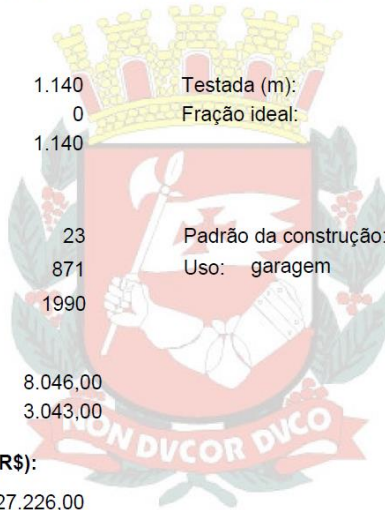 1.140 Testada (m):
0 Fração ideal:
1.140
23 Padrão da construção:
871 Uso: garagem
1990
8.046,00
3.043,00
NON DVCOR DVCO
R$):
27.226,00